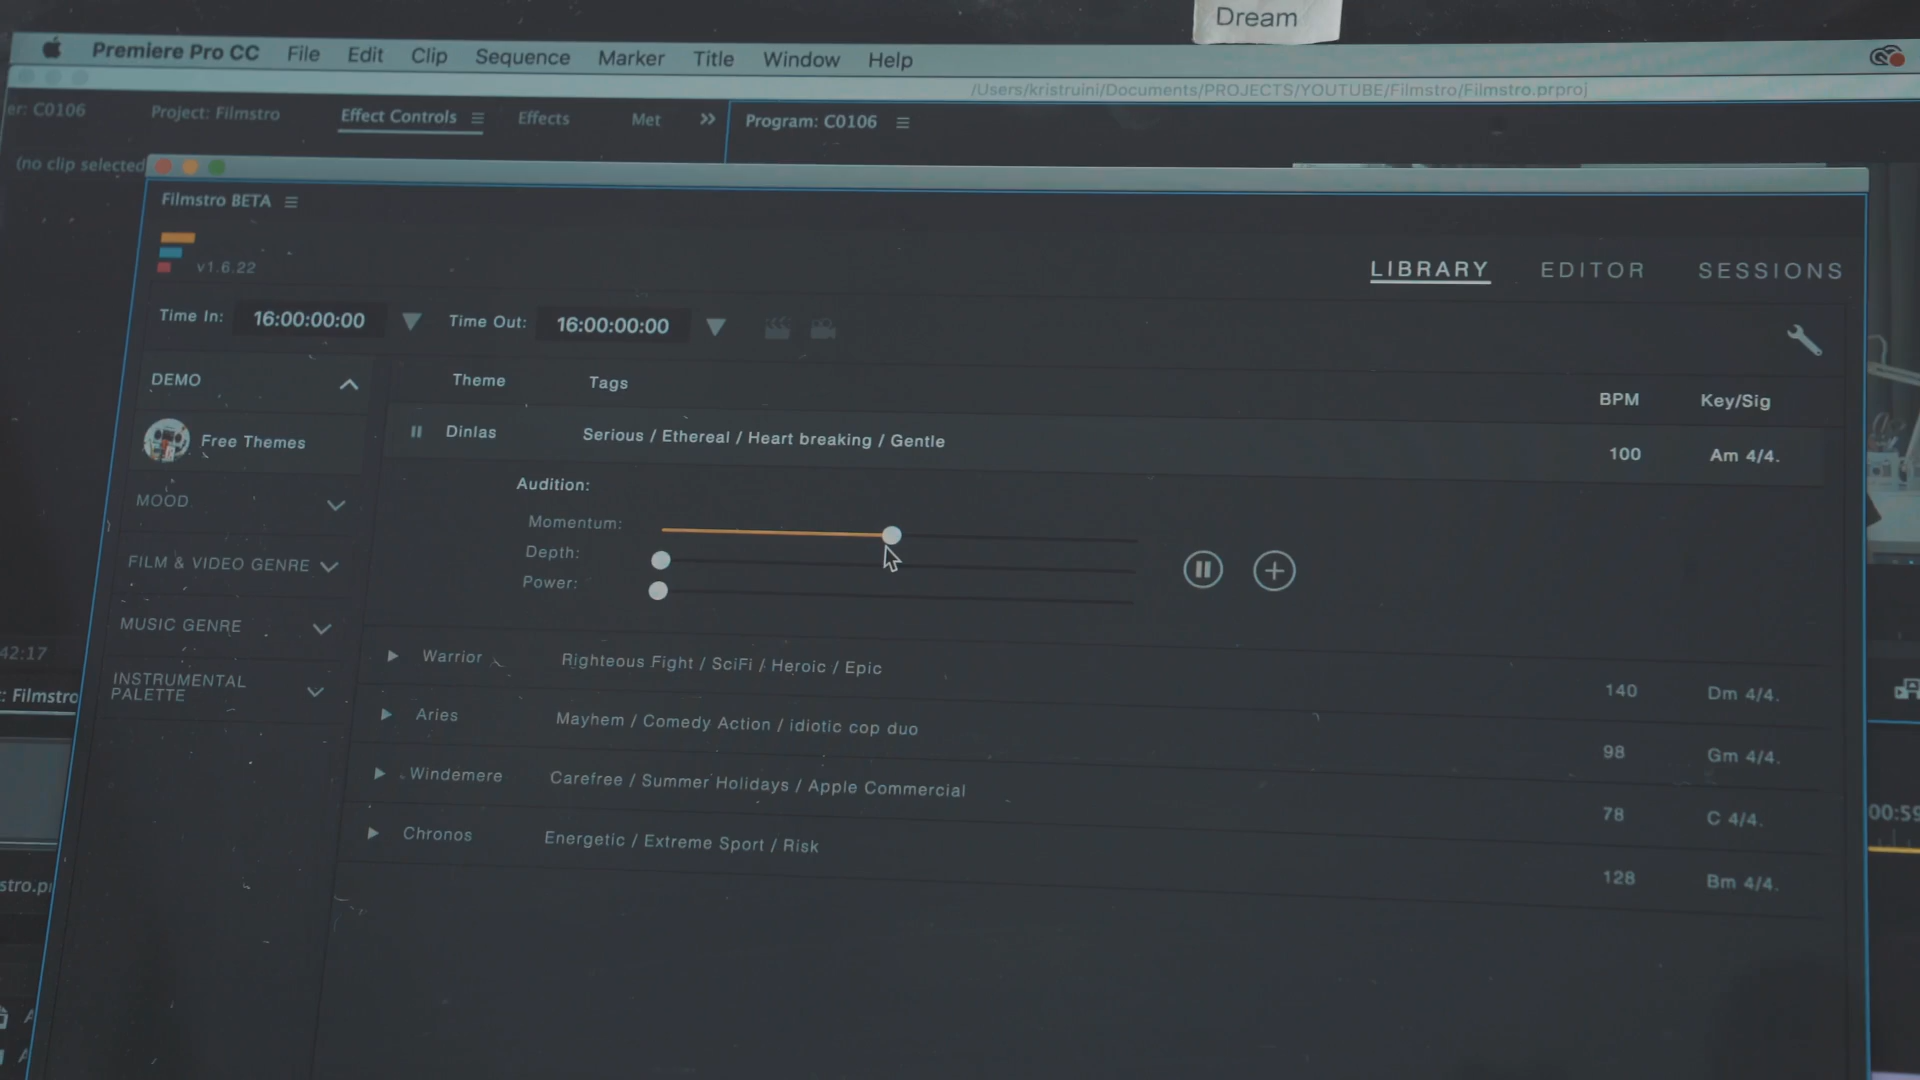 Dream
Premiere Pro CC File Edit Clip Sequence Marker Title Window Help
/Users/kristruini/Documents/PROJECTS/YOUTUBE/Filmstro/Filmstro.prproj
er: C0106 Project: Filmstro Effect Controls Effects Met Program: C0106
(no clip selected
Filmstro BETA
v1.6.22
LIBRARY EDITOR SESSIONS
Time In: 16:00:00:00 Time Out: 16:00:00:00
DEMO
Theme Tags BPM Key/Sig
Free Themes
Dinlas Serious / Ethereal / Heart breaking / Gentle 100 Am 4/4.
MOOD
Audition:
Momentum:
Depth:
Power:
FILM & VIDEO GENRE
MUSIC GENRE
INSTRUMENTAL
PALETTE
Warrior Righteous Fight / SciFi / Heroic / Epic 140 Dm 4/4.
Aries Mayhem / Comedy Action / idiotic cop duo 98 Gm 4/4.
Windemere Carefree / Summer Holidays / Apple Commercial 78 C 4/4.
Chronos Energetic / Extreme Sport / Risk 128 Bm 4/4.
42:17
: Filmstro
stro.pr
00:59